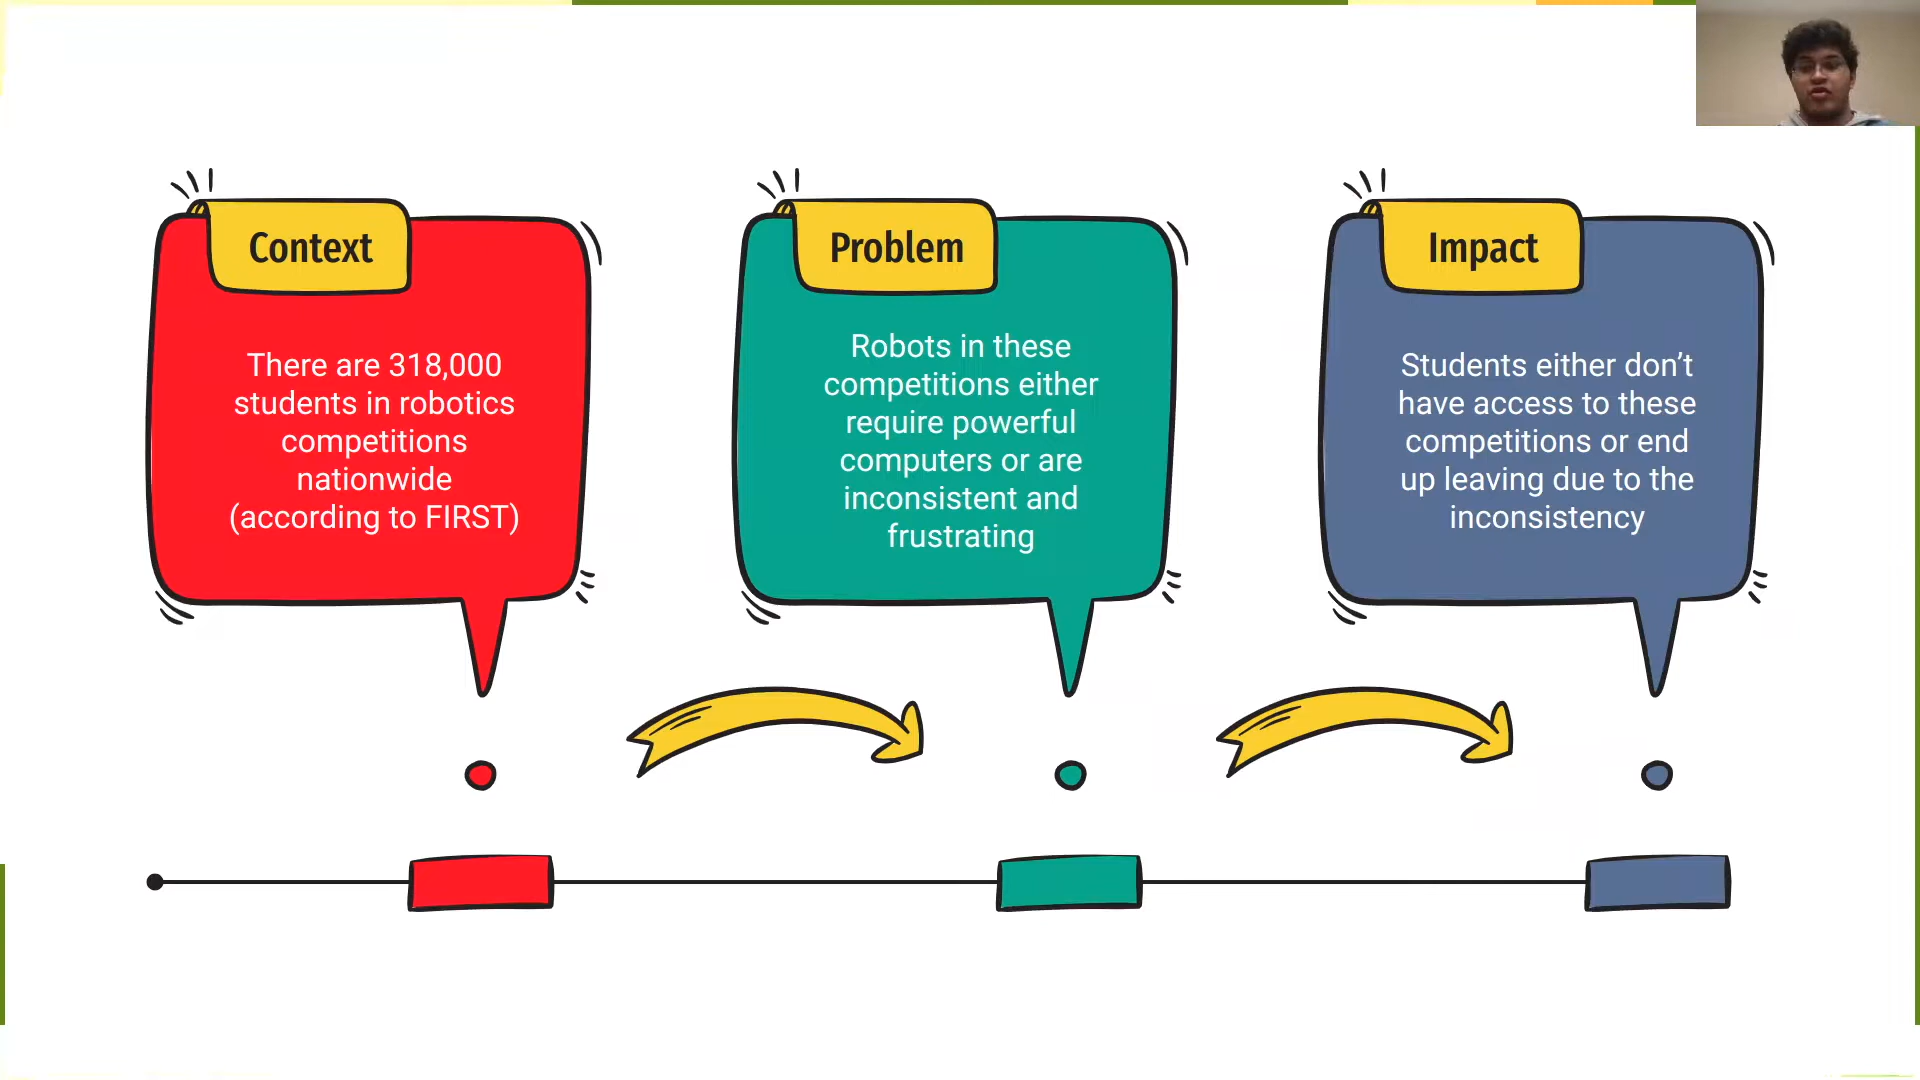 Context
There are 318,000
students in robotics
competitions
nationwide
(according to FIRST)
Problem
Robots in these
competitions either
require powerful
computers or are
inconsistent and
frustrating
Impact
Students either don’t
have access to these
competitions or end
up leaving due to the
inconsistency